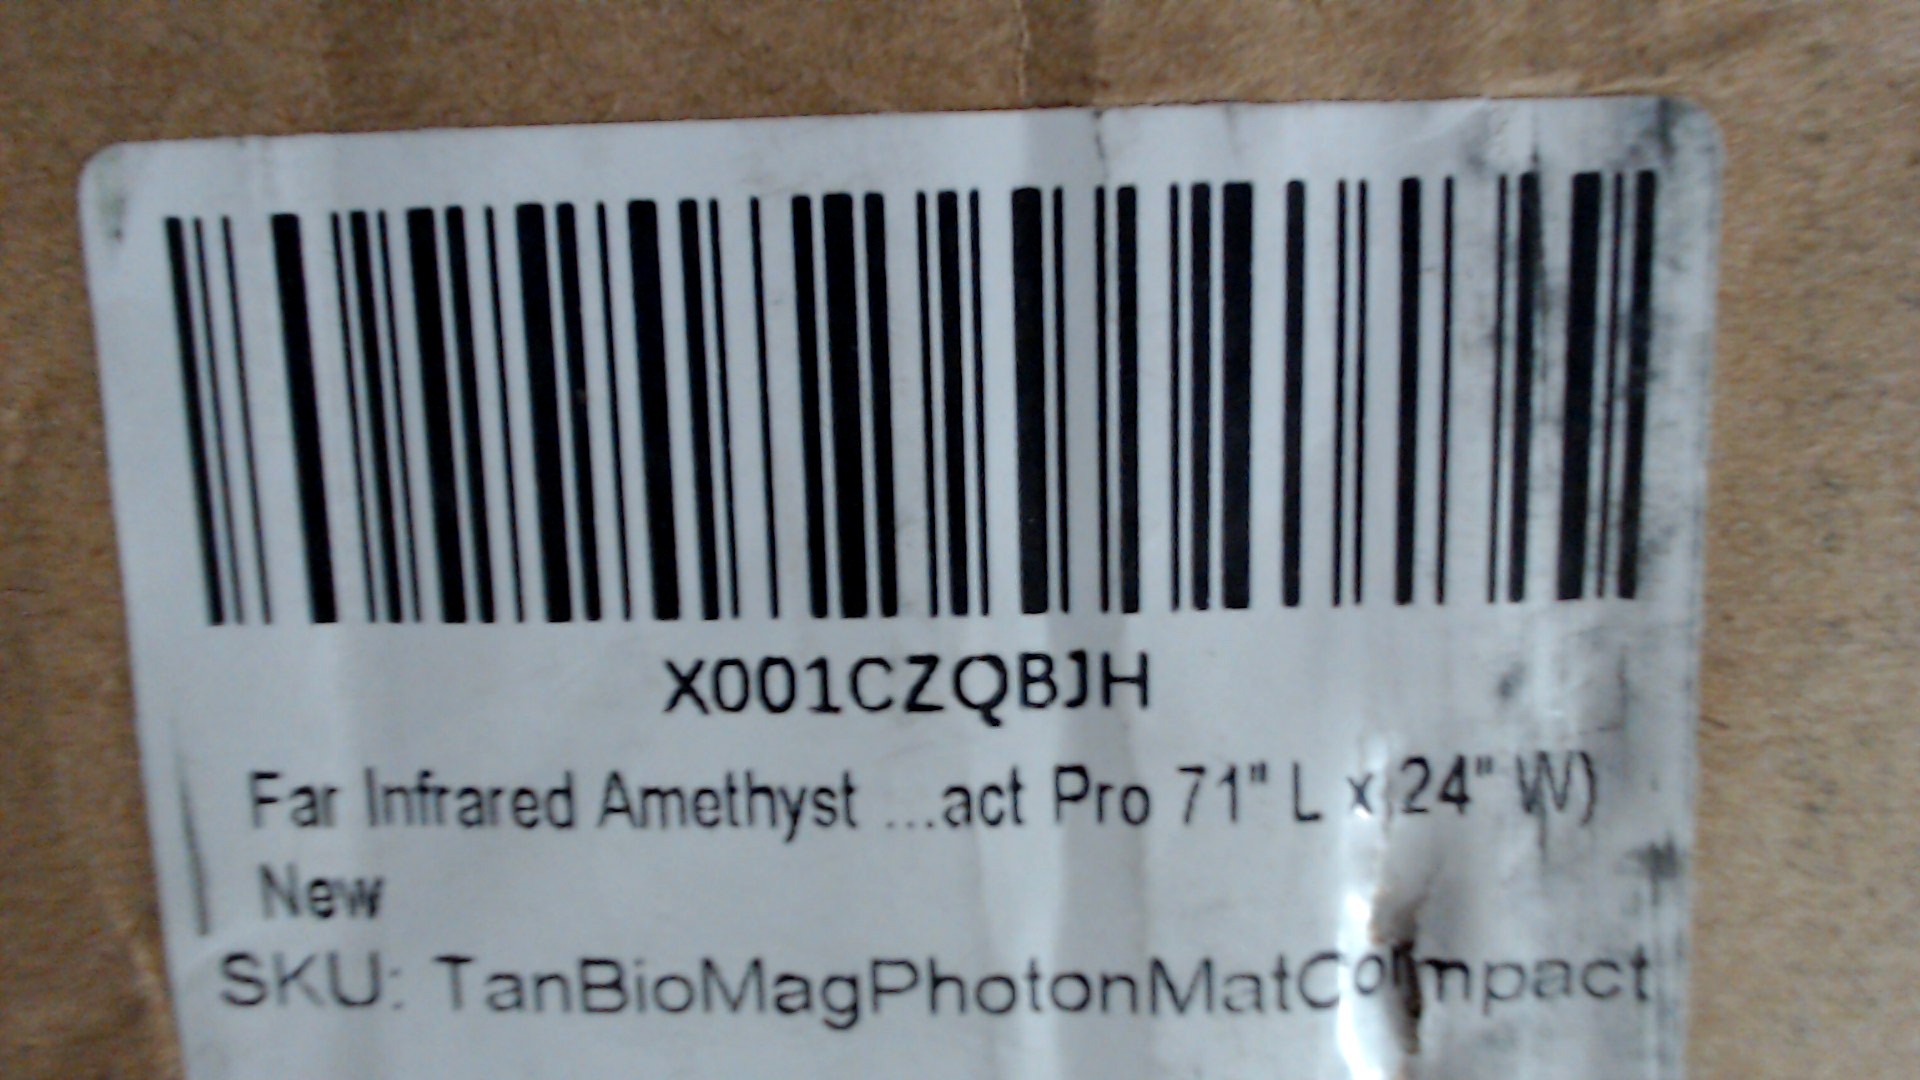 X001CZQBJH
Far Infrared Amethyst ...act Pro 71" L x 24" W)
New
SKU: TanBioMagPhotonMatCompact